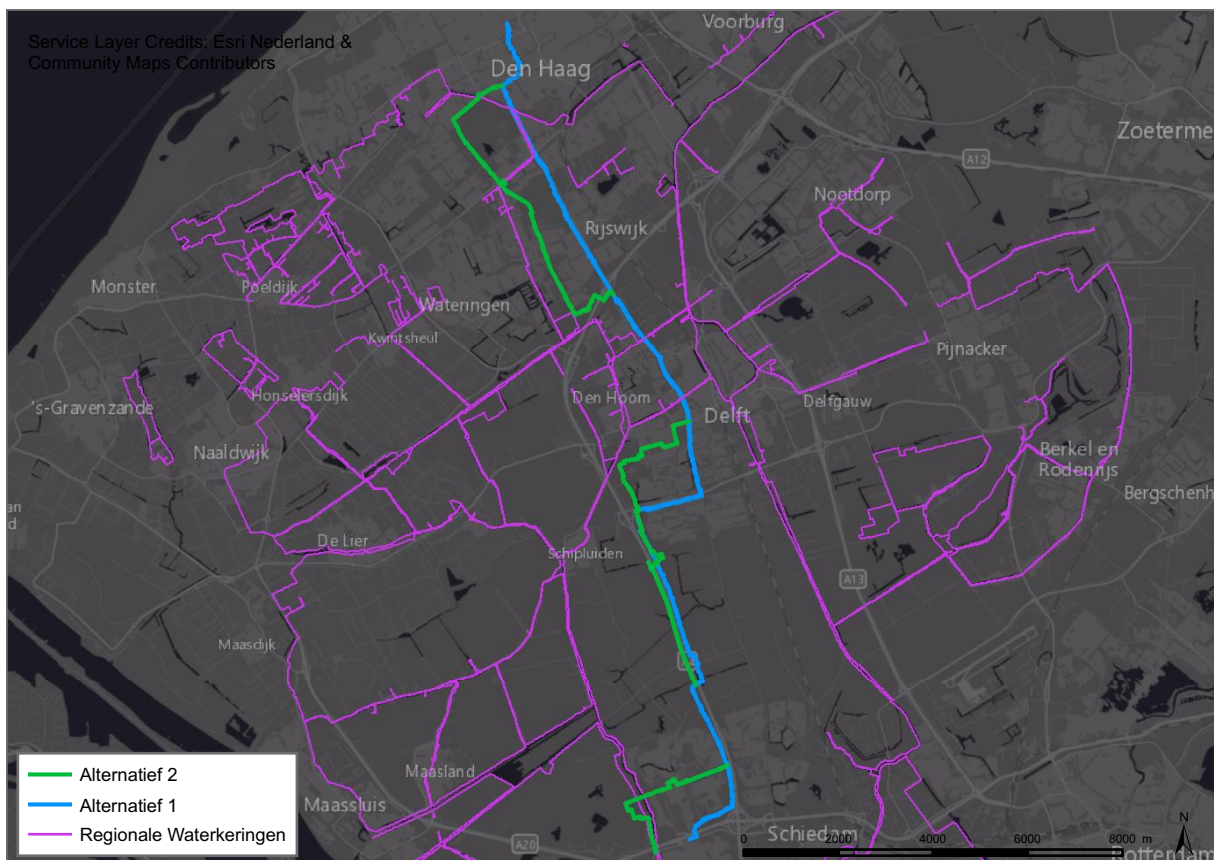 Service Layer Credits: Esri Nederland &
Community Maps Contributors
Voorburg
Den Haag
Zoeterme
A12
Nootdorp
Rijswijk
Monster
Poeldijk
Wateringen
Kwintsheul
Pijnacker
Honselersdijk
Den Hoorn
Delfgauw
's-Gravenzande
Delft
Naaldwijk
Berkel en
Rodenrijs
Bergschenh
De Lier
Schipluiden
A13
Maasdijk
Maasland
Maassluis
A20
Schiedam
Rotterdam
Alternatief 2
Alternatief 1
Regionale Waterkeringen
N
0 2000 4000 6000 8000 m